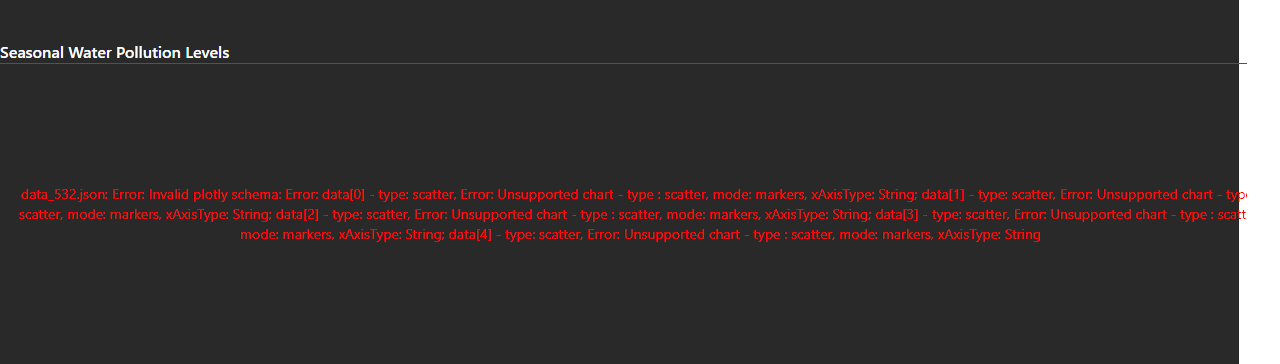 Seasonal Water Pollution Levels
data_532.json: Error: Invalid plotly schema: Error: data[0] - type: scatter, Error: Unsupported chart - type : scatter, mode: markers, xAxisType: String; data[1] - type: scatter, Error: Unsupported chart - typ
scatter, mode: markers, xAxisType: String; data[2] - type: scatter, Error: Unsupported chart - type : scatter, mode: markers, xAxisType: String; data[3] - type: scatter, Error: Unsupported chart - type : scatt
mode: markers, xAxisType: String; data[4] - type: scatter, Error: Unsupported chart - type : scatter, mode: markers, xAxisType: String